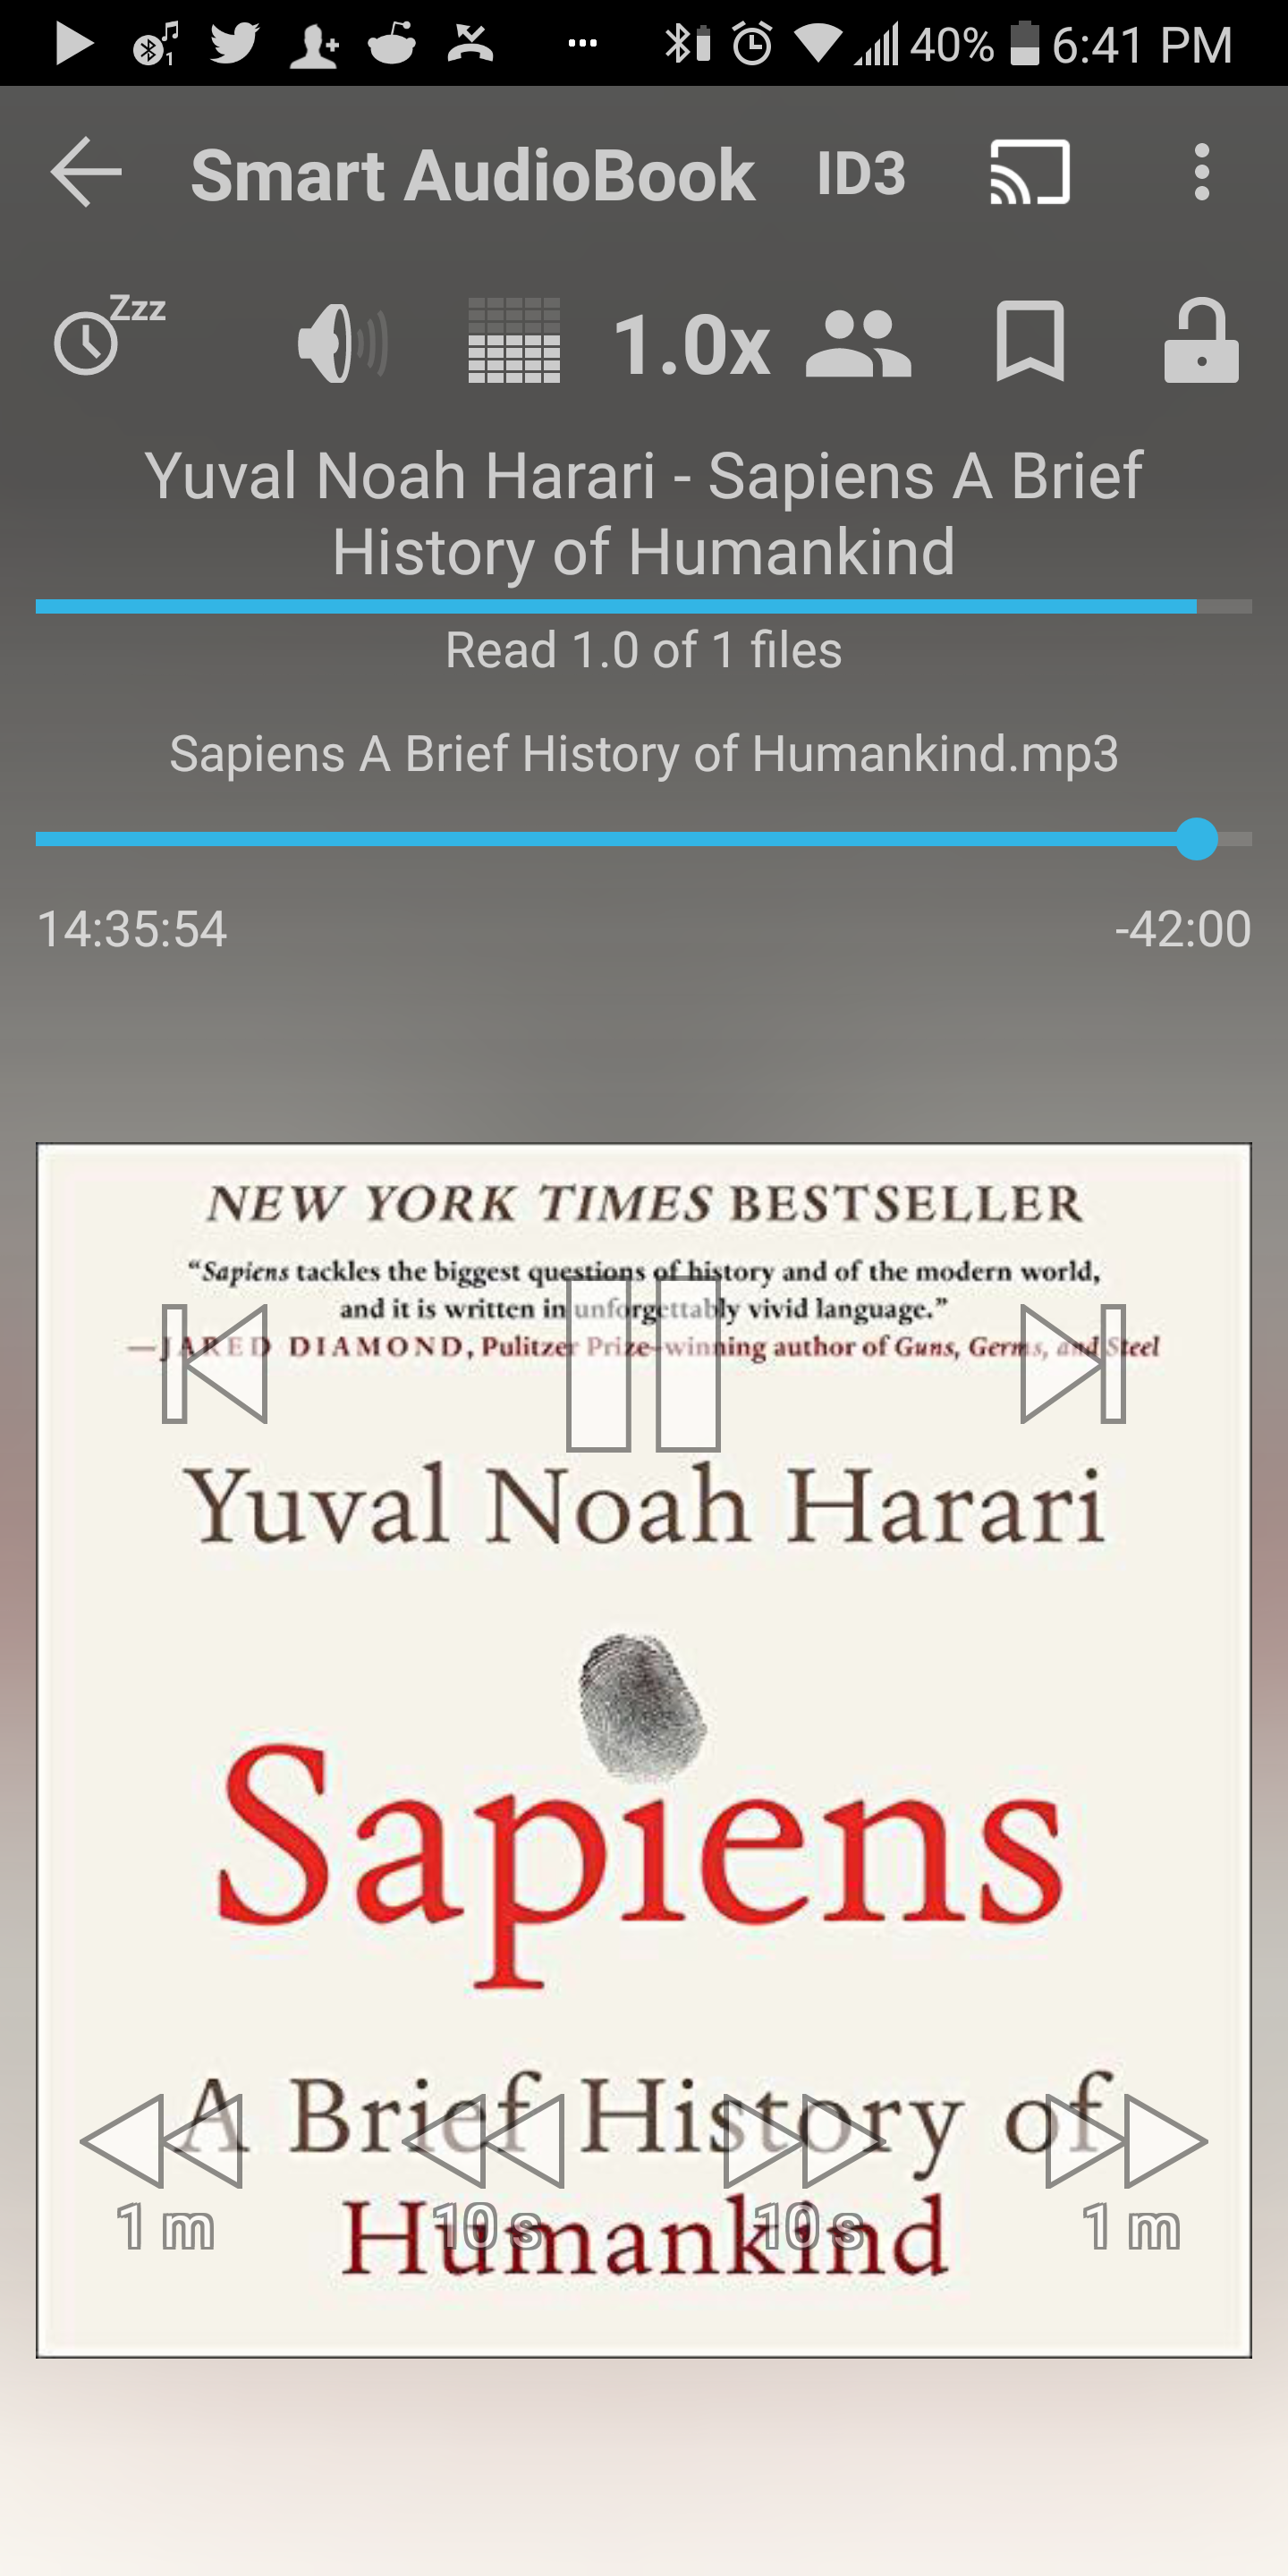 40% 6:41 PM
Smart AudioBook ID3
Zzz 1.0x
Yuval Noah Harari - Sapiens A Brief
History of Humankind
Read 1.0 of 1 files
Sapiens A Brief History of Humankind.mp3
14:35:54 -42:00
NEW YORK TIMES BESTSELLER
“Sapiens tackles the biggest questions of history and of the modern world,
and it is written in unforgettably vivid language.”
—JARED DIAMOND, Pulitzer Prize–winning author of Guns, Germs, and Steel
Yuval Noah Harari
Sapiens
A Brief History of
Humankind
1 m 10 s 10 s 1 m